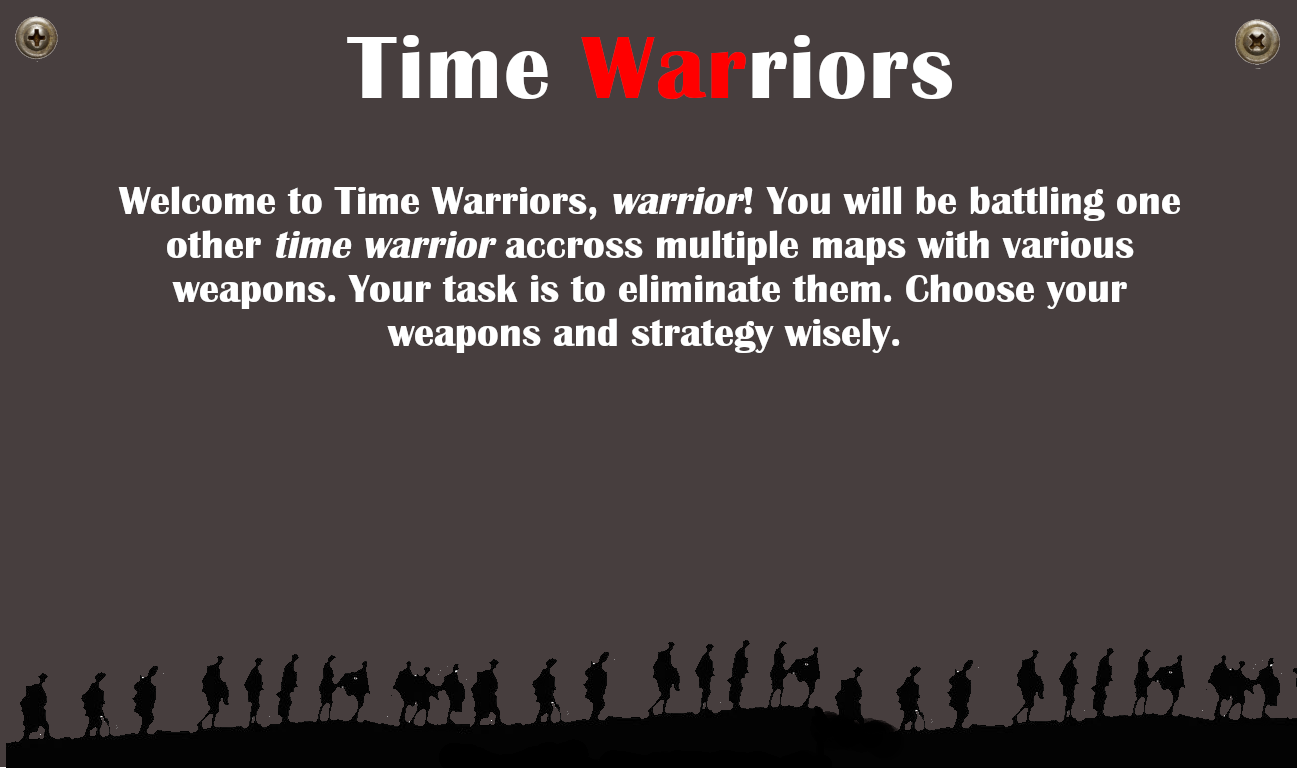 Time Warriors
Welcome to Time Warriors, warrior! You will be battling one
other time warrior accross multiple maps with various
weapons. Your task is to eliminate them. Choose your
weapons and strategy wisely.